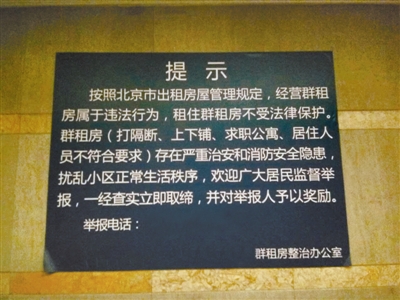 提示
按照北京市出租房屋管理规定，经营群租
房属于违法行为，租住群租房不受法律保护。
群租房（打隔断、上下铺、求职公寓、居住人
员不符合要求）存在严重治安和消防安全隐患，
扰乱小区正常生活秩序，欢迎广大居民监督举
报，一经查实立即取缔，并对举报人予以奖励。
举报电话：
群租房整治办公室